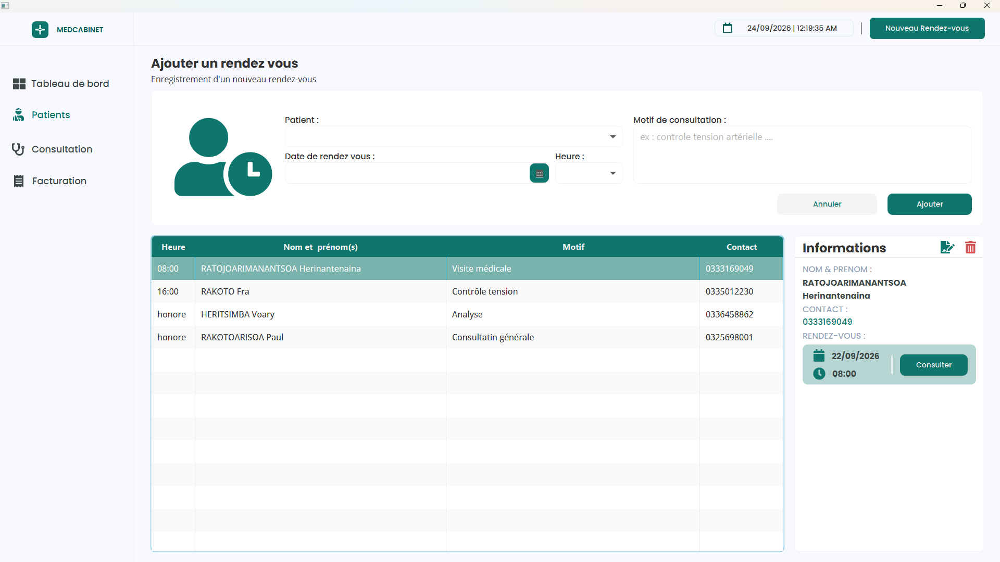 MEDCABINET
24/09/2026 | 12:19:35 AM
Nouveau Rendez-vous
Tableau de bord
Patients
Consultation
Facturation
Ajouter un rendez vous
Enregistrement d'un nouveau rendez-vous
Patient :
Date de rendez vous :
Heure :
Motif de consultation :
ex : controle tension artérielle ....
Annuler
Ajouter
Heure Nom et prénom(s) Motif Contact
08:00 RATOJOARIMANANTSOA Herinantenaina Visite médicale 0333169049
16:00 RAKOTO Fra Contrôle tension 0335012230
honore HERITSIMBA Voary Analyse 0336458862
honore RAKOTOARISOA Paul Consultatin générale 0325698001
Informations
NOM & PRENOM :
RATOJOARIMANANTSOA
Herinantenaina
CONTACT :
0333169049
RENDEZ-VOUS :
22/09/2026
08:00
Consulter